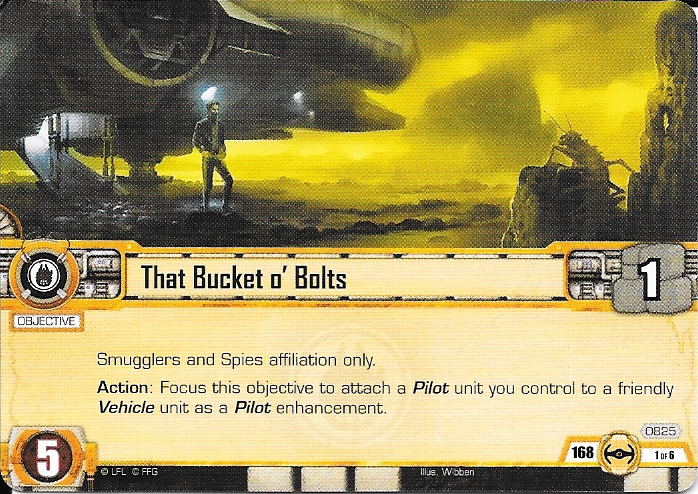 That Bucket o' Bolts
1
OBJECTIVE
Smugglers and Spies affiliation only.
Action: Focus this objective to attach a Pilot unit you control to a friendly
Vehicle unit as a Pilot enhancement.
5
0825
168
1 OF 6
© LFL © FFG
Illus. Wibben